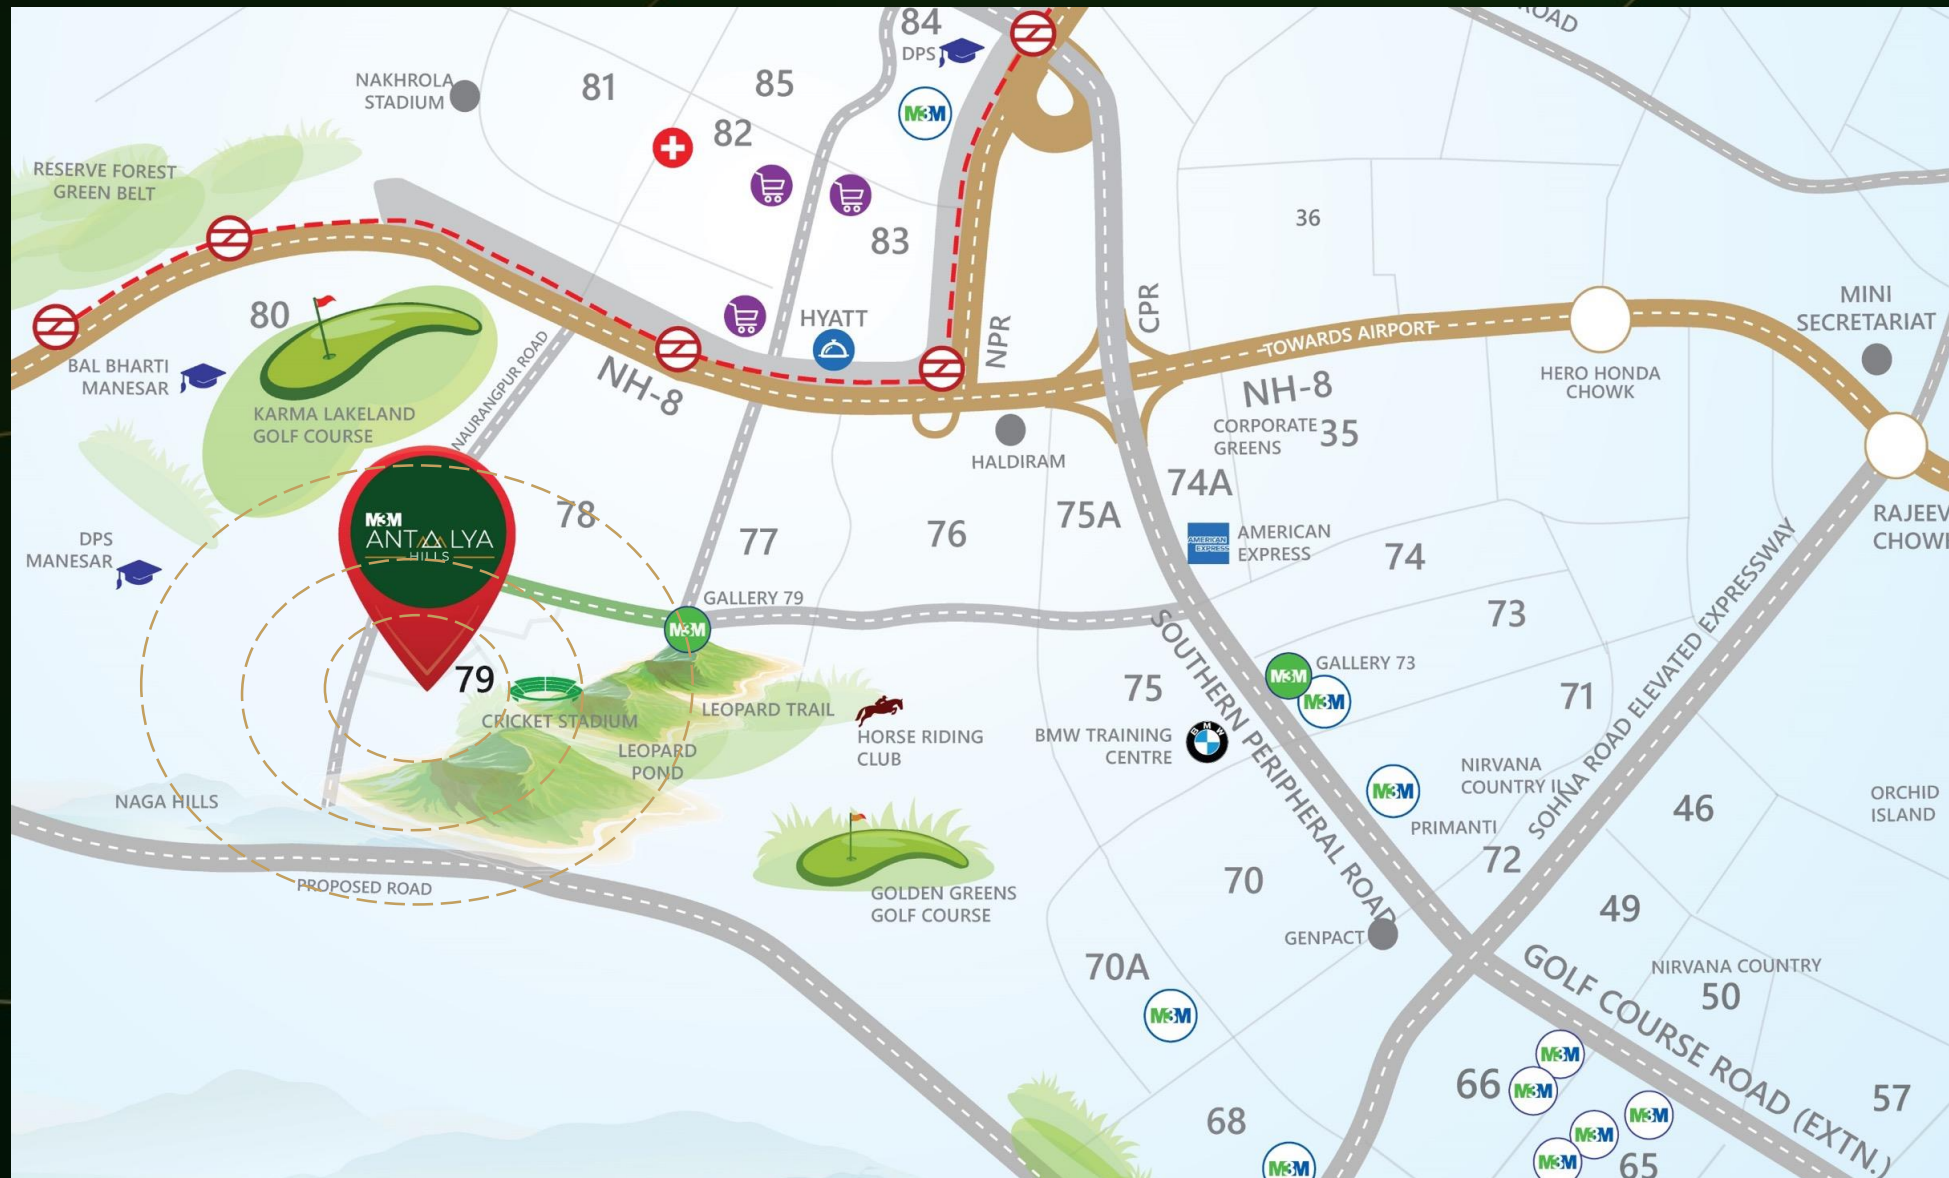 ROAD
84
DPS
M3M
NAKHROLA
STADIUM
81
85
82
RESERVE FOREST
GREEN BELT
83
36
80
HYATT
NPR
CPR
TOWARDS AIRPORT
MINI
SECRETARIAT
BAL BHARTI
MANESAR
KARMA LAKELAND
GOLF COURSE
NAURANGPUR ROAD
NH-8
NH-8
HERO HONDA
CHOWK
CORPORATE
GREENS
35
HALDIRAM
74A
M3M
ANTALYA
HILLS
78
77
76
75A
AMERICAN
EXPRESS
AMERICAN
EXPRESS
74
RAJEEV
DPS
MANESAR
GALLERY 79
M3M
73
SOUTHERN PERIPHERAL ROAD
SOHNA ROAD ELEVATED EXPRESSWAY
79
CRICKET STADIUM
LEOPARD TRAIL
LEOPARD
POND
HORSE RIDING
CLUB
75
BMW TRAINING
CENTRE
BMW
GALLERY 73
M3M
M3M
71
NIRVANA
COUNTRY II
M3M
PRIMANTI
72
46
ORCHID
ISLAND
NAGA HILLS
PROPOSED ROAD
GOLDEN GREENS
GOLF COURSE
70
GENPACT
49
70A
M3M
GOLF COURSE ROAD (EXTN.)
NIRVANA COUNTRY
50
M3M
66
M3M
57
M3M
M3M
68
M3M
M3M
65